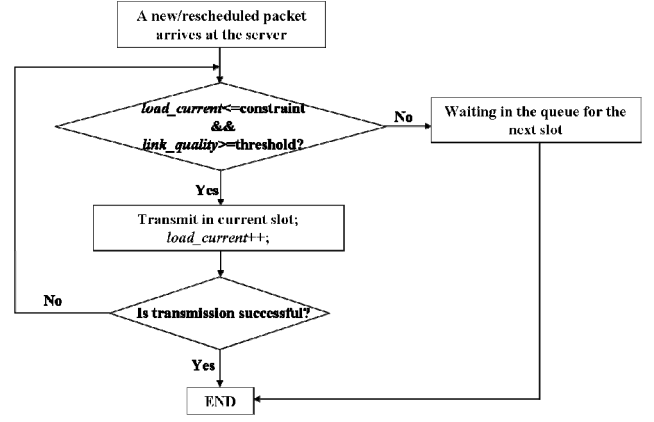 A new/rescheduled packet
arrives at the server
load_current<=constraint
&&
link_quality>=threshold?
No
Waiting in the queue for the
next slot
Yes
Transmit in current slot;
load_current++;
No
Is transmission successful?
Yes
END